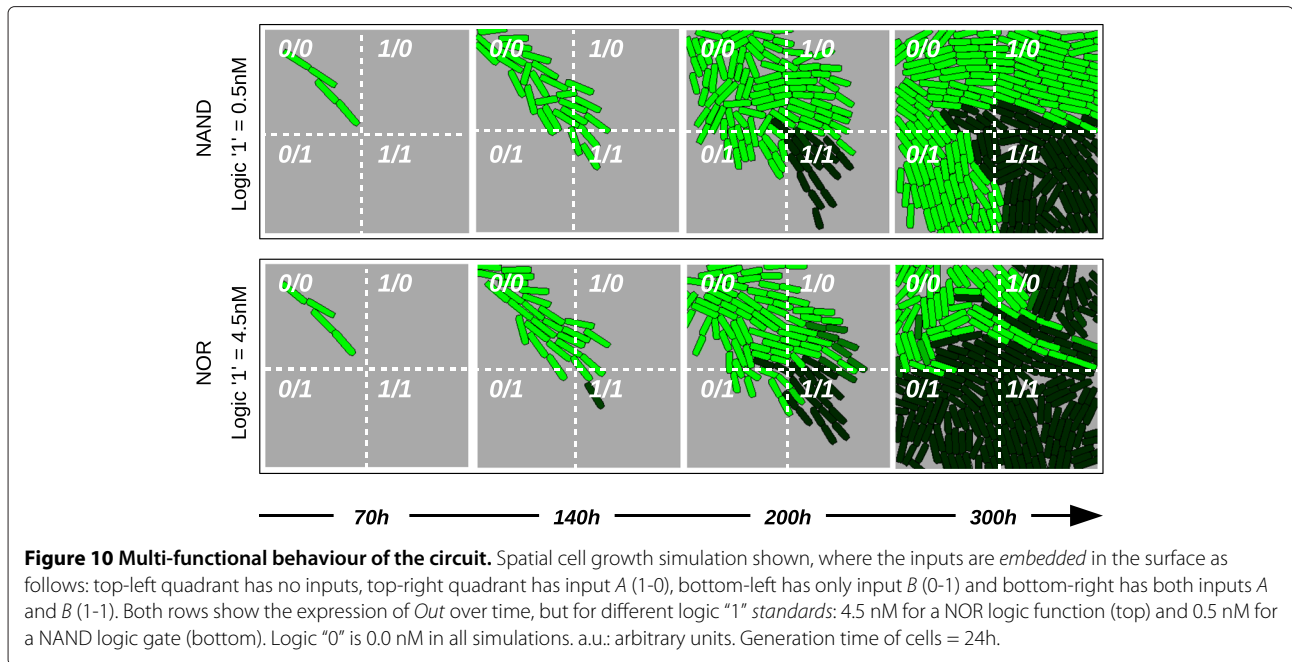 NAND
Logic '1' = 0.5nM
0/0 1/0 0/0 1/0 0/0 1/0 0/0 1/0
0/1 1/1 0/1 1/1 0/1 1/1 0/1 1/1
NOR
Logic '1' = 4.5nM
0/0 1/0 0/0 1/0 0/0 1/0 0/0 1/0
0/1 1/1 0/1 1/1 0/1 1/1 0/1 1/1
70h 140h 200h 300h
Figure 10 Multi-functional behaviour of the circuit. Spatial cell growth simulation shown, where the inputs are embedded in the surface as
follows: top-left quadrant has no inputs, top-right quadrant has input A (1-0), bottom-left has only input B (0-1) and bottom-right has both inputs A
and B (1-1). Both rows show the expression of Out over time, but for different logic “1” standards: 4.5 nM for a NOR logic function (top) and 0.5 nM for
a NAND logic gate (bottom). Logic “0” is 0.0 nM in all simulations. a.u.: arbitrary units. Generation time of cells = 24h.